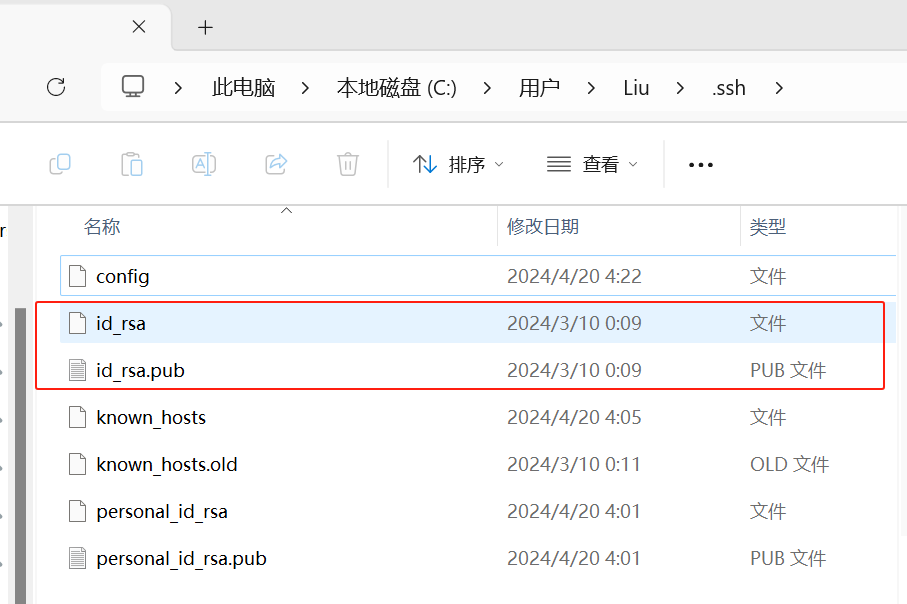 此电脑 本地磁盘 (C:) 用户 Liu .ssh
排序 查看
名称 修改日期 类型
config 2024/4/20 4:22 文件
id_rsa 2024/3/10 0:09 文件
id_rsa.pub 2024/3/10 0:09 PUB 文件
known_hosts 2024/4/20 4:05 文件
known_hosts.old 2024/3/10 0:11 OLD 文件
personal_id_rsa 2024/4/20 4:01 文件
personal_id_rsa.pub 2024/4/20 4:01 PUB 文件